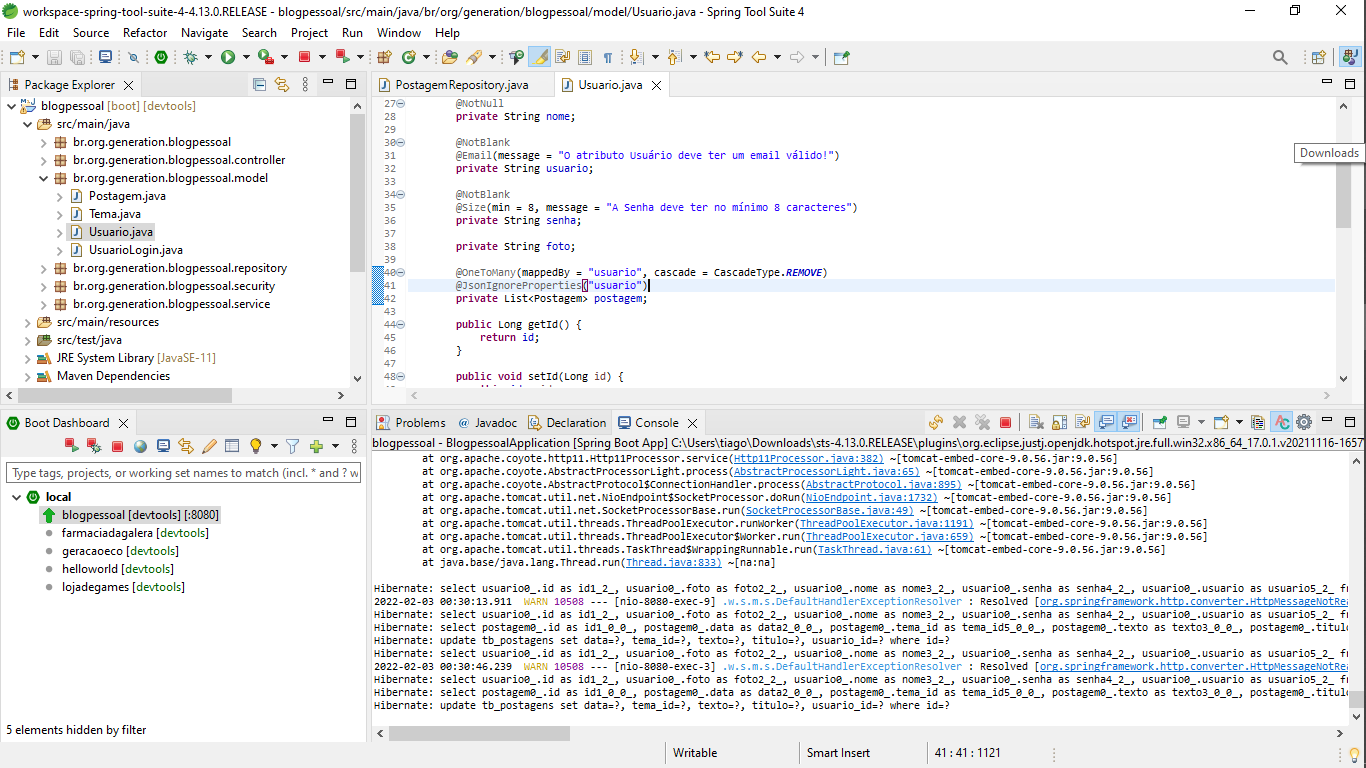 workspace-spring-tool-suite-4-4.13.0.RELEASE - blogpessoal/src/main/java/br/org/generation/blogpessoal/model/Usuario.java - Spring Tool Suite 4
File Edit Source Refactor Navigate Search Project Run Window Help
Package Explorer
blogpessoal [boot] [devtools]
src/main/java
br.org.generation.blogpessoal
br.org.generation.blogpessoal.controller
br.org.generation.blogpessoal.model
Postagem.java
Tema.java
Usuario.java
UsuarioLogin.java
br.org.generation.blogpessoal.repository
br.org.generation.blogpessoal.security
br.org.generation.blogpessoal.service
src/main/resources
src/test/java
JRE System Library [JavaSE-11]
Maven Dependencies
PostagemRepository.java Usuario.java
27 @NotNull
28 private String nome;
29
30 @NotBlank
31 @Email(message = "O atributo Usuário deve ter um email válido!")
32 private String usuario;
33
34 @NotBlank
35 @Size(min = 8, message = "A Senha deve ter no mínimo 8 caracteres")
36 private String senha;
37
38 private String foto;
39
40 @OneToMany(mappedBy = "usuario", cascade = CascadeType.REMOVE)
41 @JsonIgnoreProperties("usuario")
42 private List<Postagem> postagem;
43
44 public Long getId() {
45 return id;
46 }
47
48 public void setId(Long id) {
Downloads
Boot Dashboard
Type tags, projects, or working set names to match (incl. * and ? w
local
blogpessoal [devtools] [:8080]
farmaciadagalera [devtools]
geracaoeco [devtools]
helloworld [devtools]
lojadegames [devtools]
5 elements hidden by filter
Problems Javadoc Declaration Console
blogpessoal - BlogpessoalApplication [Spring Boot App] C:\Users\tiago\Downloads\sts-4.13.0.RELEASE\plugins\org.eclipse.justj.openjdk.hotspot.jre.full.win32.x86_64_17.0.1.v20211116-1657
at org.apache.coyote.http11.Http11Processor.service(Http11Processor.java:382) ~[tomcat-embed-core-9.0.56.jar:9.0.56]
at org.apache.coyote.AbstractProcessorLight.process(AbstractProcessorLight.java:65) ~[tomcat-embed-core-9.0.56.jar:9.0.56]
at org.apache.coyote.AbstractProtocol$ConnectionHandler.process(AbstractProtocol.java:895) ~[tomcat-embed-core-9.0.56.jar:9.0.56]
at org.apache.tomcat.util.net.NioEndpoint$SocketProcessor.doRun(NioEndpoint.java:1732) ~[tomcat-embed-core-9.0.56.jar:9.0.56]
at org.apache.tomcat.util.net.SocketProcessorBase.run(SocketProcessorBase.java:49) ~[tomcat-embed-core-9.0.56.jar:9.0.56]
at org.apache.tomcat.util.threads.ThreadPoolExecutor.runWorker(ThreadPoolExecutor.java:1191) ~[tomcat-embed-core-9.0.56.jar:9.0.56]
at org.apache.tomcat.util.threads.ThreadPoolExecutor$Worker.run(ThreadPoolExecutor.java:659) ~[tomcat-embed-core-9.0.56.jar:9.0.56]
at org.apache.tomcat.util.threads.TaskThread$WrappingRunnable.run(TaskThread.java:61) ~[tomcat-embed-core-9.0.56.jar:9.0.56]
at java.base/java.lang.Thread.run(Thread.java:833) ~[na:na]
Hibernate: select usuario0_.id as id1_2_, usuario0_.foto as foto2_2_, usuario0_.nome as nome3_2_, usuario0_.senha as senha4_2_, usuario0_.usuario as usuario5_2_ fr
2022-02-03 00:30:13.911 WARN 10508 --- [nio-8080-exec-9] .w.s.m.s.DefaultHandlerExceptionResolver : Resolved [org.springframework.http.converter.HttpMessageNotRea
Hibernate: select usuario0_.id as id1_2_, usuario0_.foto as foto2_2_, usuario0_.nome as nome3_2_, usuario0_.senha as senha4_2_, usuario0_.usuario as usuario5_2_ fr
Hibernate: select postagem0_.id as id1_0_0_, postagem0_.data as data2_0_0_, postagem0_.tema_id as tema_id5_0_0_, postagem0_.texto as texto3_0_0_, postagem0_.titulo
Hibernate: update tb_postagens set data=?, tema_id=?, texto=?, titulo=?, usuario_id=? where id=?
Hibernate: select usuario0_.id as id1_2_, usuario0_.foto as foto2_2_, usuario0_.nome as nome3_2_, usuario0_.senha as senha4_2_, usuario0_.usuario as usuario5_2_ fr
2022-02-03 00:30:46.239 WARN 10508 --- [nio-8080-exec-3] .w.s.m.s.DefaultHandlerExceptionResolver : Resolved [org.springframework.http.converter.HttpMessageNotRea
Hibernate: select usuario0_.id as id1_2_, usuario0_.foto as foto2_2_, usuario0_.nome as nome3_2_, usuario0_.senha as senha4_2_, usuario0_.usuario as usuario5_2_ fr
Hibernate: select postagem0_.id as id1_0_0_, postagem0_.data as data2_0_0_, postagem0_.tema_id as tema_id5_0_0_, postagem0_.texto as texto3_0_0_, postagem0_.titulo
Hibernate: update tb_postagens set data=?, tema_id=?, texto=?, titulo=?, usuario_id=? where id=?
Writable Smart Insert 41 : 41 : 1121